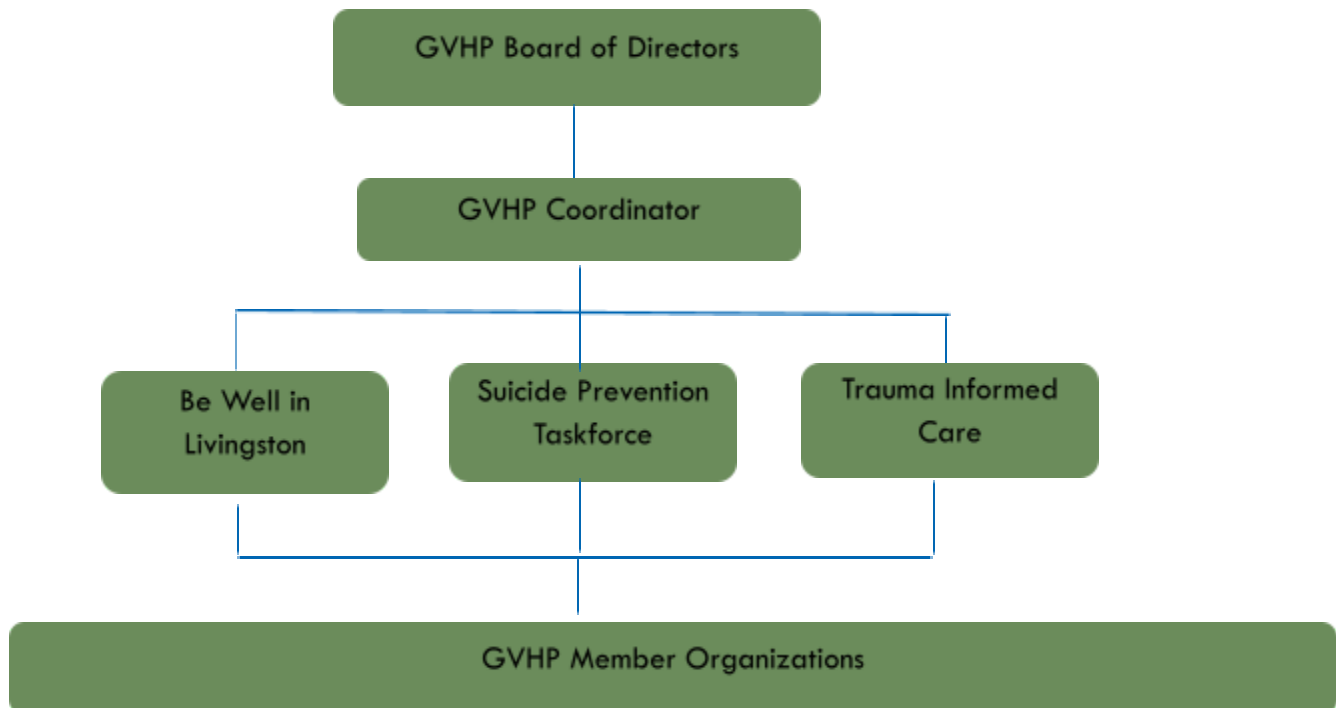 GVHP Board of Directors
GVHP Coordinator
Be Well in
Livingston
Suicide Prevention
Taskforce
Trauma Informed
Care
GVHP Member Organizations